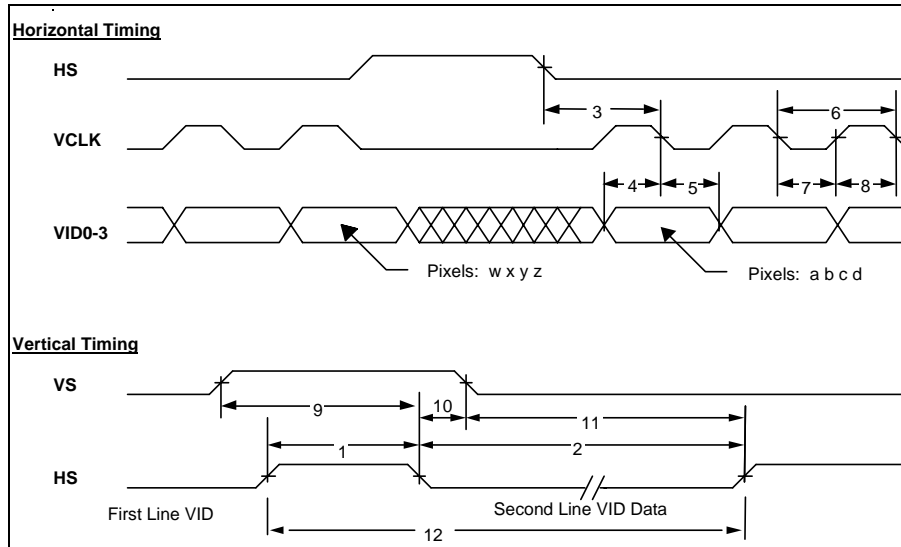 Horizontal Timing
HS
3
6
VCLK
4
5
7
8
VID0-3
Pixels: w x y z
Pixels: a b c d
Vertical Timing
VS
9
10
11
1
2
HS
First Line VID
Second Line VID Data
12